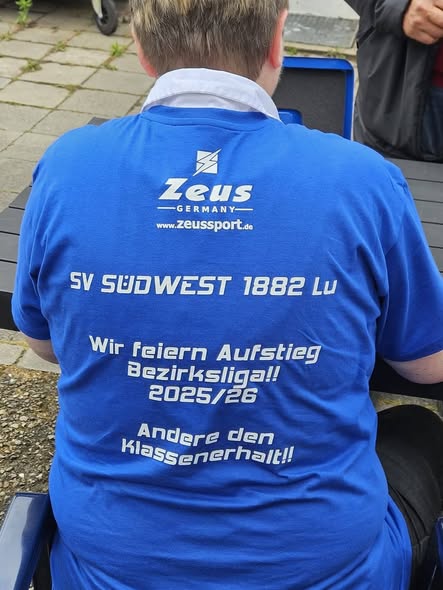 Zeus
GERMANY
www.zeussport.de
SV SÜDWEST 1882 Lu
Wir feiern Aufstieg
Bezirksliga!!
2025/26
Andere den
Klassenerhalt!!